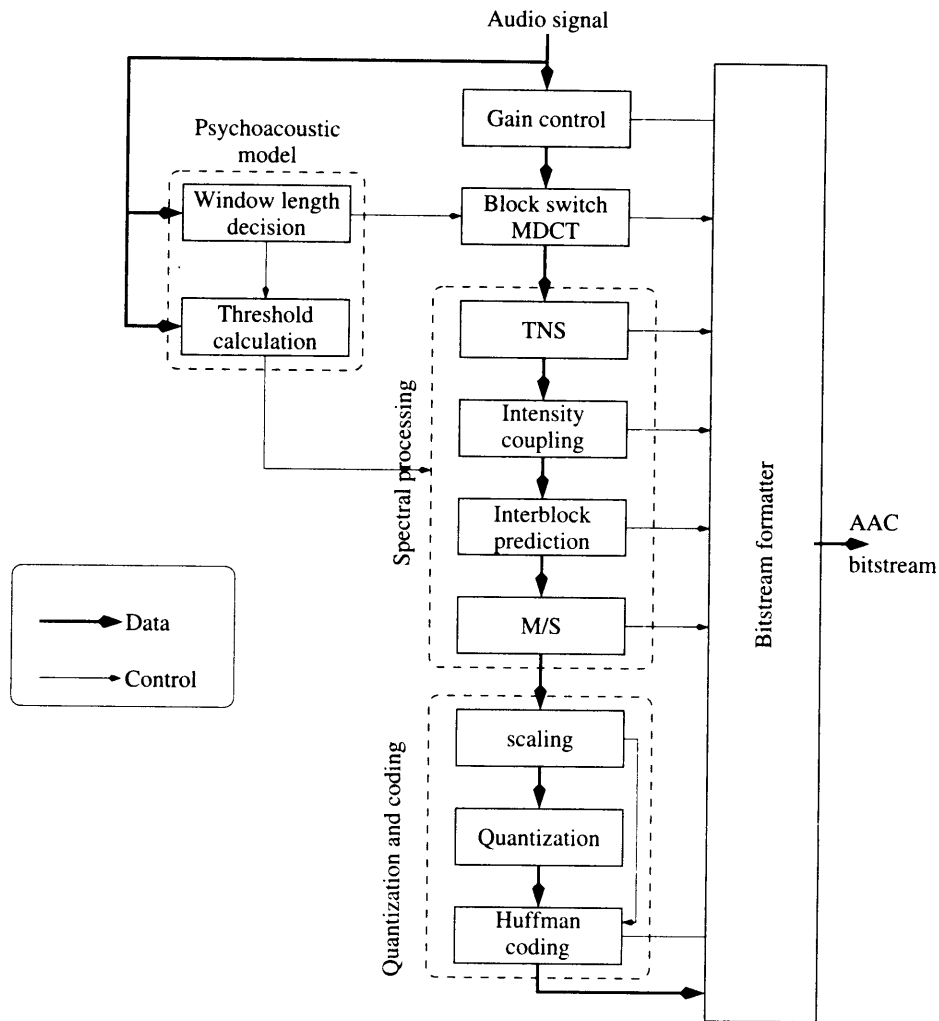 Audio signal
Gain control
Psychoacoustic
model
Window length
decision
Block switch
MDCT
Threshold
calculation
TNS
Intensity
coupling
Interblock
prediction
M/S
Spectral processing
Bitstream formatter
AAC
bitstream
Data
Control
scaling
Quantization
Huffman
coding
Quantization and coding